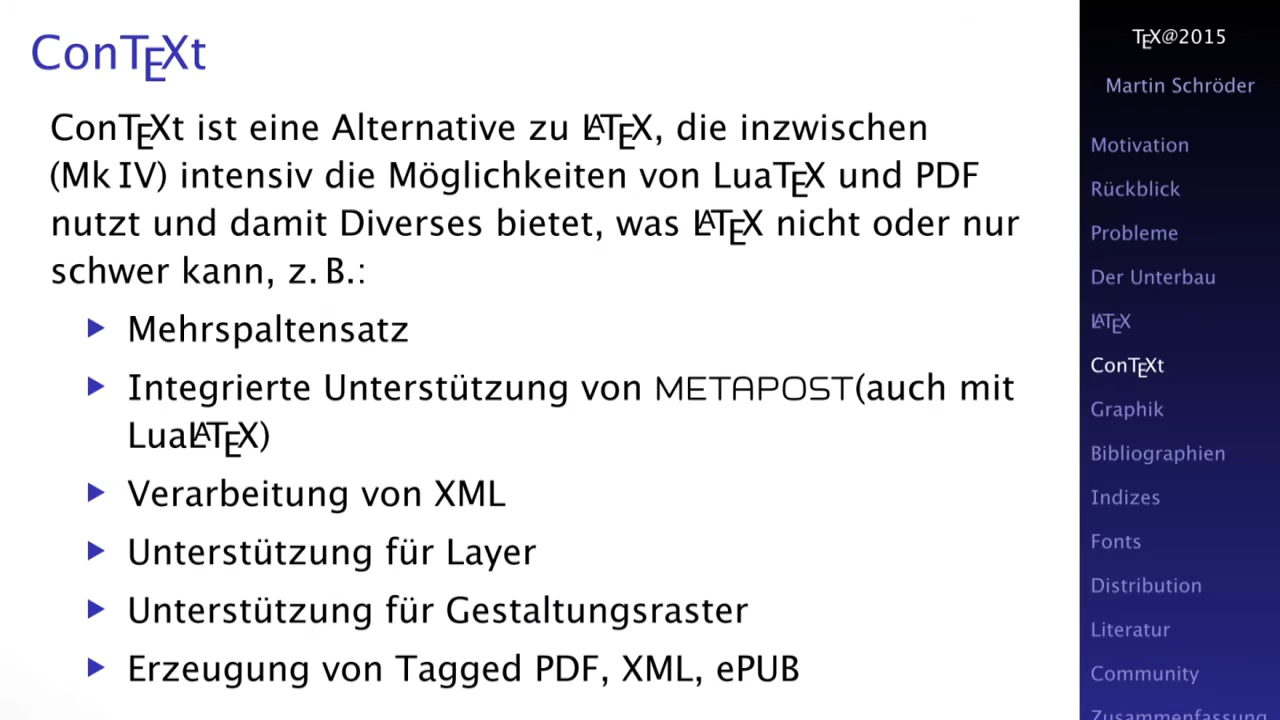 ConTEXt
ConTEXt ist eine Alternative zu LATEX, die inzwischen
(Mk IV) intensiv die Möglichkeiten von LuaTEX und PDF
nutzt und damit Diverses bietet, was LATEX nicht oder nur
schwer kann, z. B.:
Mehrspaltensatz
Integrierte Unterstützung von METAPOST(auch mit
LuaLATEX)
Verarbeitung von XML
Unterstützung für Layer
Unterstützung für Gestaltungsraster
Erzeugung von Tagged PDF, XML, ePUB
TEX@2015
Martin Schröder
Motivation
Rückblick
Probleme
Der Unterbau
LATEX
ConTEXt
Graphik
Bibliographien
Indizes
Fonts
Distribution
Literatur
Community
Zusammenfassung